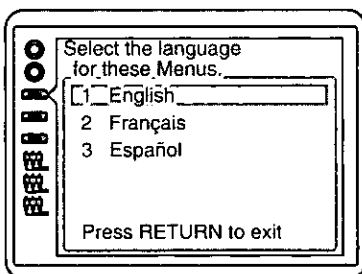 Select the language
for these Menus.
1 English
2 Français
3 Español
Press RETURN to exit